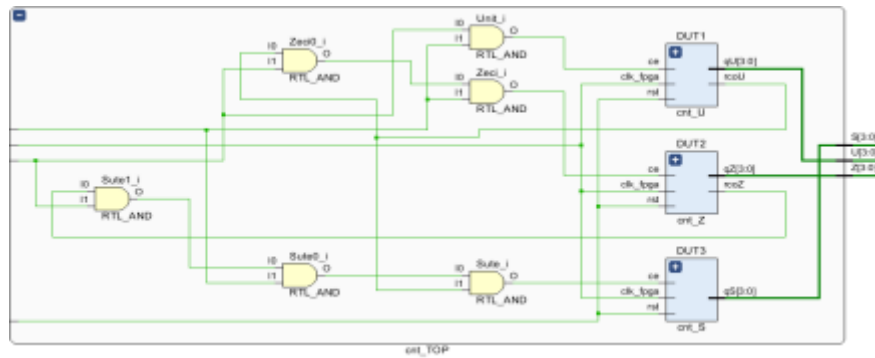 Unit_i
I0
I1
O
RTL_AND
Zeci0_i
I0
I1
O
RTL_AND
Zeci_i
I0
I1
O
RTL_AND
DUT1
ce
clk_fpga
rst
qU[3:0]
rcoU
cnt_U
DUT2
ce
clk_fpga
rst
qZ[3:0]
rcoZ
cnt_Z
S[3:0]
U[3:0]
Z[3:0]
Sute1_i
I0
I1
O
RTL_AND
Sute0_i
I0
I1
O
RTL_AND
Sute_i
I0
I1
O
RTL_AND
DUT3
ce
clk_fpga
rst
qS[3:0]
cnt_S
cnt_TOP